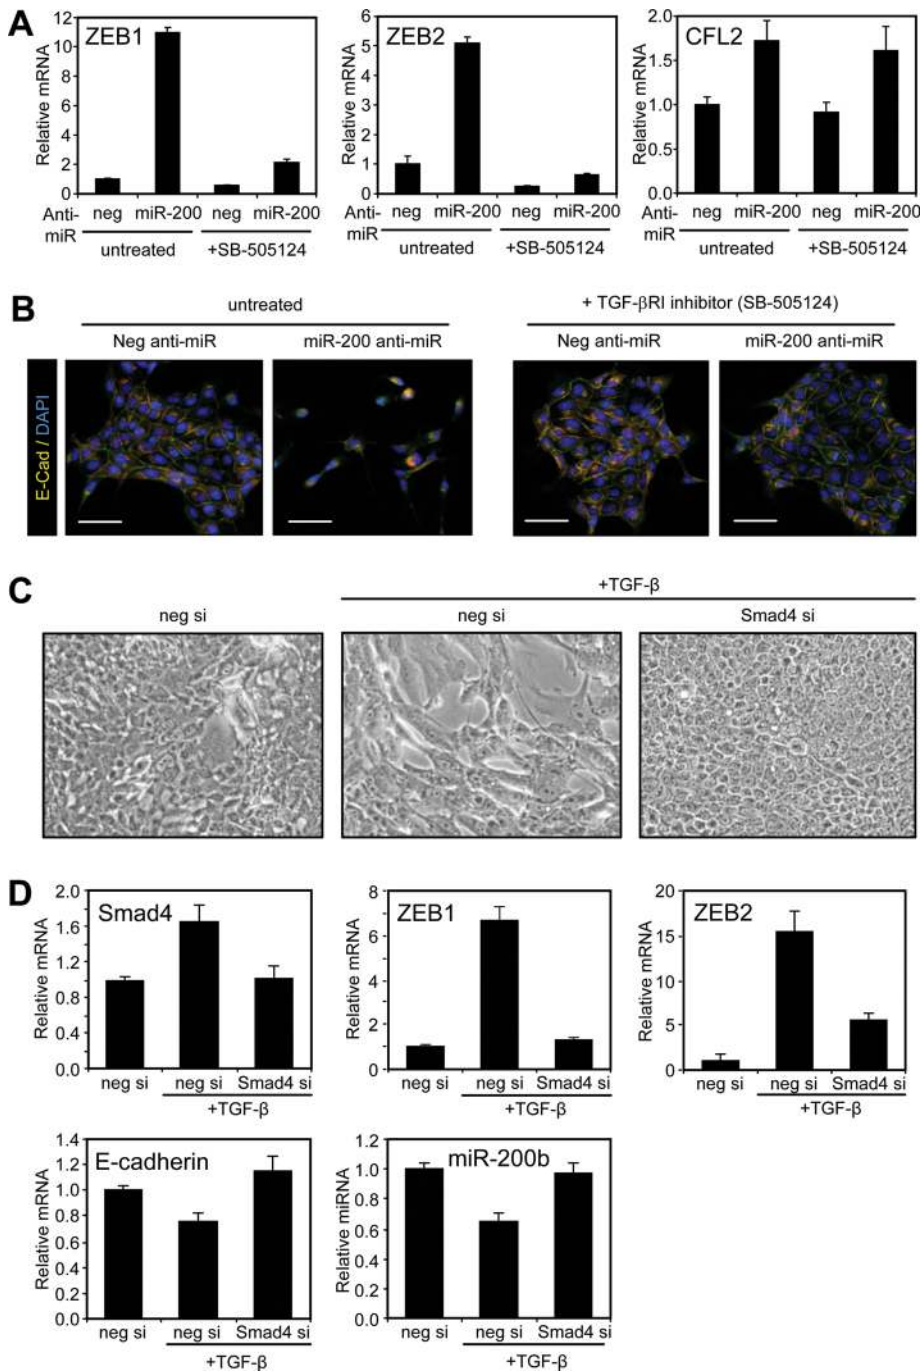 A
ZEB1
Relative mRNA
12
10
8
6
4
2
0
Anti-
miR
neg miR-200 neg miR-200
untreated +SB-505124
ZEB2
Relative mRNA
6
5
4
3
2
1
0
Anti-
miR
neg miR-200 neg miR-200
untreated +SB-505124
CFL2
Relative mRNA
2.0
1.5
1.0
0.5
0.0
Anti-
miR
neg miR-200 neg miR-200
untreated +SB-505124
B
untreated + TGF-βRI inhibitor (SB-505124)
Neg anti-miR miR-200 anti-miR Neg anti-miR miR-200 anti-miR
E-Cad / DAPI
C
+TGF-β
neg si neg si Smad4 si
D
Smad4
Relative mRNA
2.0
1.6
1.2
0.8
0.4
0.0
neg si neg si Smad4 si
+TGF-β
ZEB1
Relative mRNA
8
6
4
2
0
neg si neg si Smad4 si
+TGF-β
ZEB2
Relative mRNA
20
15
10
5
0
neg si neg si Smad4 si
+TGF-β
E-cadherin
Relative mRNA
1.4
1.2
1.0
0.8
0.6
0.4
0.2
0.0
neg si neg si Smad4 si
+TGF-β
miR-200b
Relative miRNA
1.2
1.0
0.8
0.6
0.4
0.2
0.0
neg si neg si Smad4 si
+TGF-β